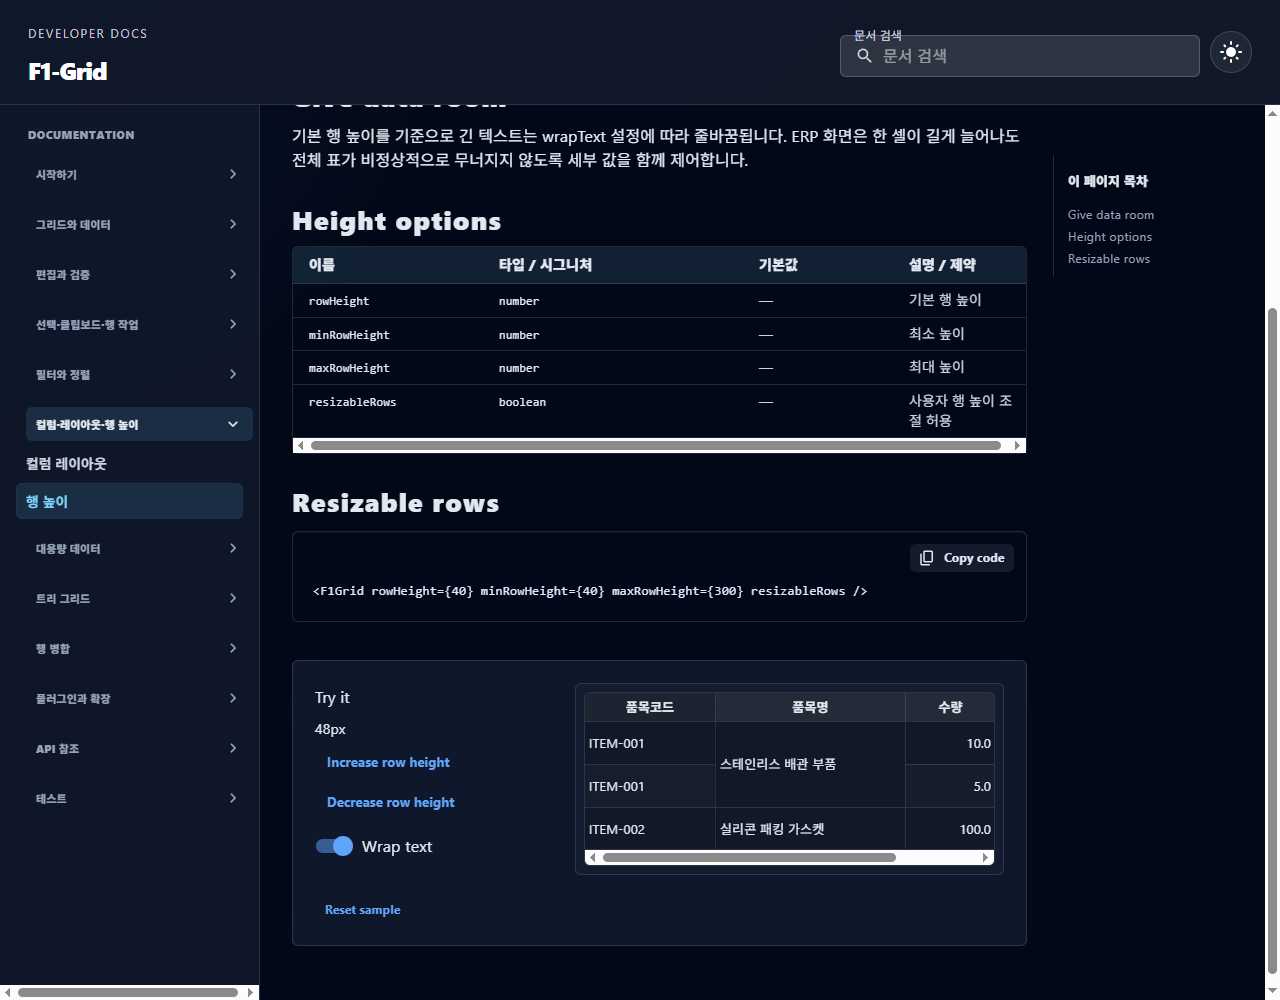 DEVELOPER DOCS
F1-Grid
문서 검색
문서 검색
DOCUMENTATION
시작하기
그리드와 데이터
편집과 검증
선택·클립보드·행 작업
필터와 정렬
컬럼·레이아웃·행 높이
컬럼 레이아웃
행 높이
대용량 데이터
트리 그리드
행 병합
플러그인과 확장
API 참조
테스트
Give data room
기본 행 높이를 기준으로 긴 텍스트는 wrapText 설정에 따라 줄바꿈됩니다. ERP 화면은 한 셀이 길게 늘어나도
전체 표가 비정상적으로 무너지지 않도록 세부 값을 함께 제어합니다.
Height options
이름 타입 / 시그니처 기본값 설명 / 제약
rowHeight number — 기본 행 높이
minRowHeight number — 최소 높이
maxRowHeight number — 최대 높이
resizableRows boolean — 사용자 행 높이 조
절 허용
Resizable rows
Copy code
<F1Grid rowHeight={40} minRowHeight={40} maxRowHeight={300} resizableRows />
Try it
48px
Increase row height
Decrease row height
Wrap text
Reset sample
품목코드 품목명 수량
ITEM-001 스테인리스 배관 부품 10.0
ITEM-001 5.0
ITEM-002 실리콘 패킹 가스켓 100.0
이 페이지 목차
Give data room
Height options
Resizable rows